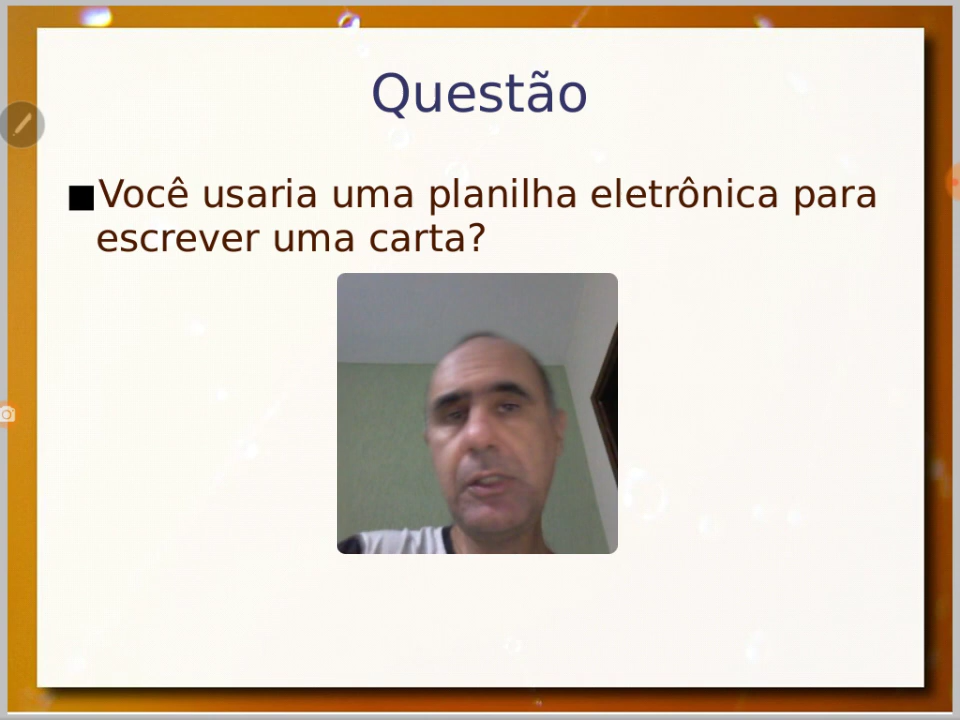 Questão
Você usaria uma planilha eletrônica para
escrever uma carta?